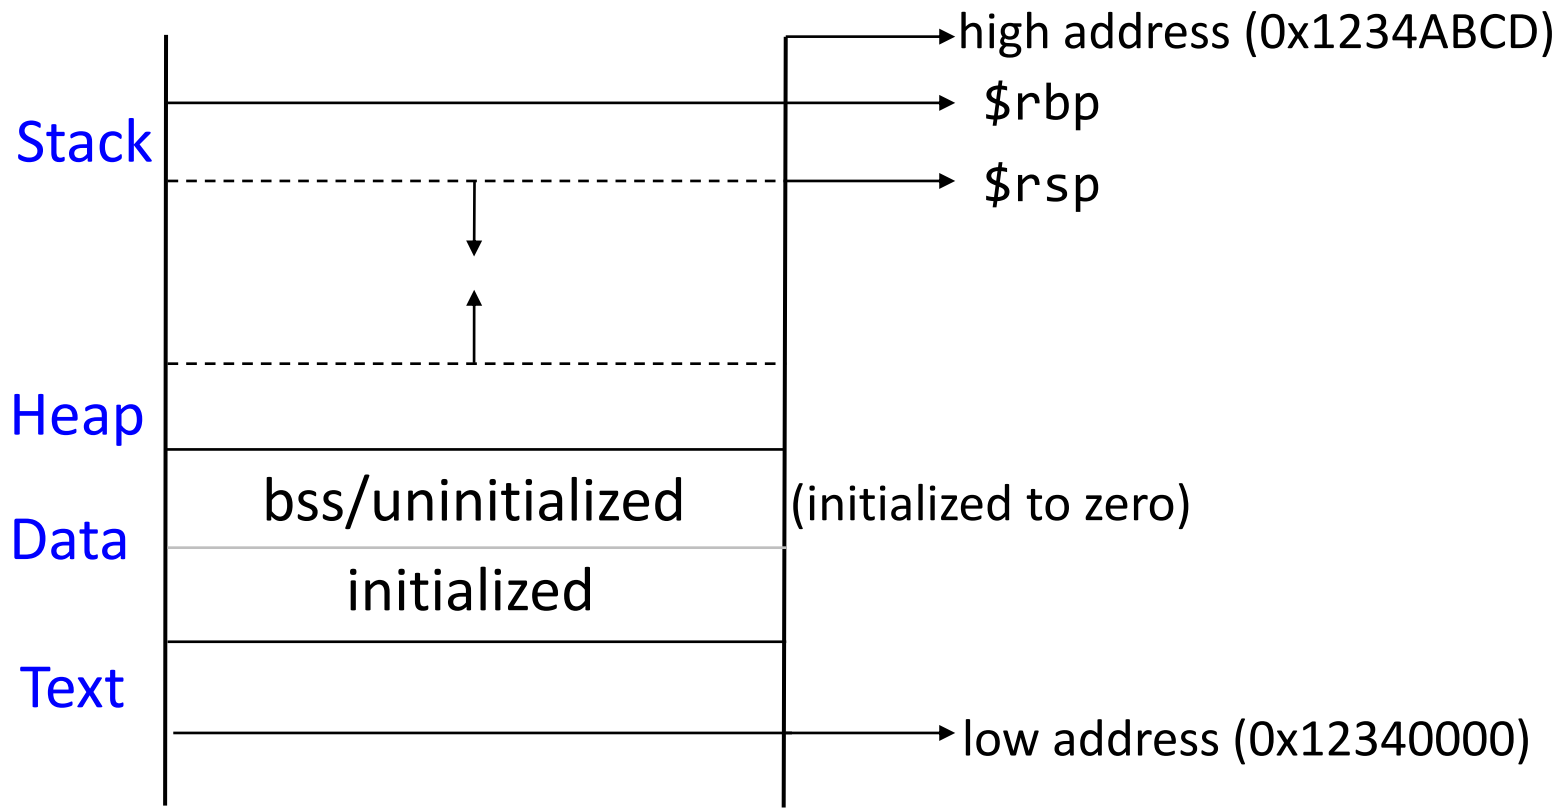 high address (0x1234ABCD)
$rbp
Stack
$rsp
Heap
bss/uninitialized (initialized to zero)
Data
initialized
Text
low address (0x12340000)